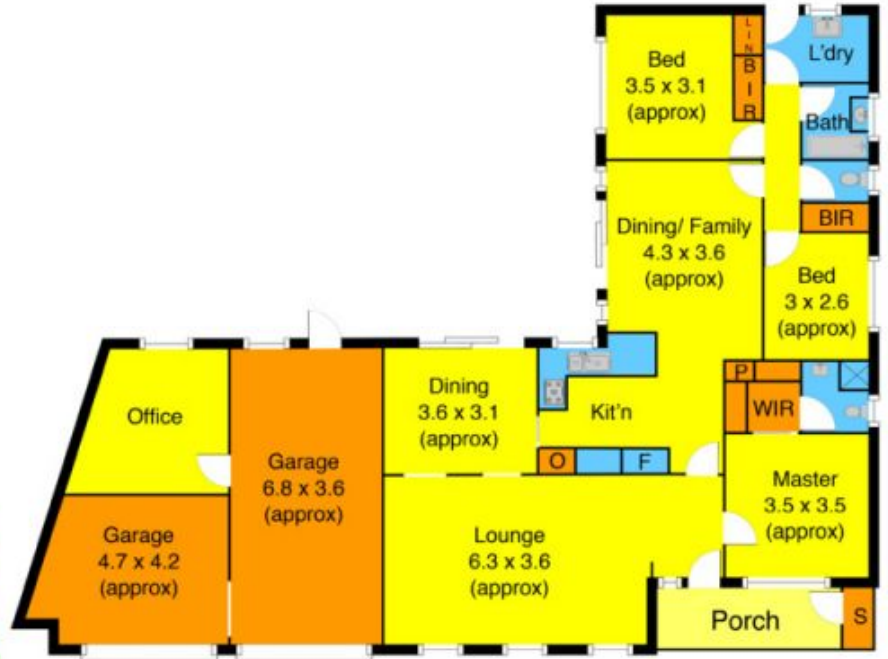 Bed
3.5 x 3.1
(approx)
LIN
BIR
L'dry
Bath
Dining/ Family
4.3 x 3.6
(approx)
BIR
Bed
3 x 2.6
(approx)
Office
Garage
6.8 x 3.6
(approx)
Dining
3.6 x 3.1
(approx)
Kit'n
P
WIR
O
F
Garage
4.7 x 4.2
(approx)
Lounge
6.3 x 3.6
(approx)
Master
3.5 x 3.5
(approx)
Porch
S